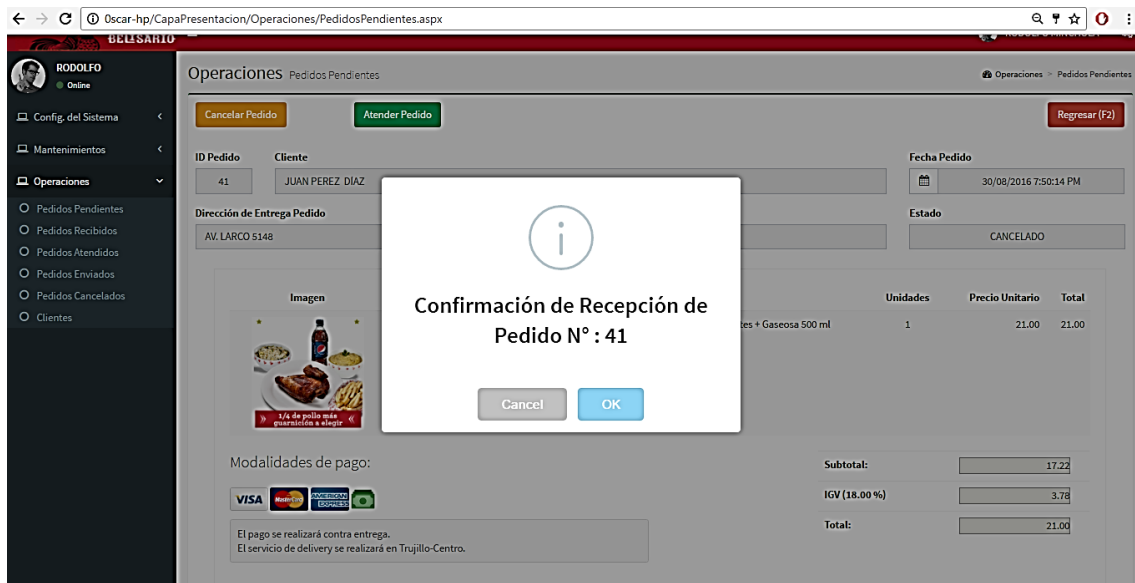 0scar-hp/CapaPresentacion/Operaciones/PedidosPendientes.aspx
BELISARIO
RODOLFO
Online
Config. del Sistema
Mantenimientos
Operaciones
Pedidos Pendientes
Pedidos Recibidos
Pedidos Atendidos
Pedidos Enviados
Pedidos Cancelados
Clientes
Operaciones Pedidos Pendientes
Operaciones > Pedidos Pendientes
Cancelar Pedido Atender Pedido Regresar (F2)
ID Pedido Cliente Fecha Pedido
41 JUAN PEREZ DÍAZ 30/08/2016 7:50:14 PM
Dirección de Entrega Pedido Estado
AV. LARCO 5148 CANCELADO
Imagen Unidades Precio Unitario Total
+ Gaseosa 500 ml 1 21.00 21.00
1/4 de pollo más
guarnición a elegir
Confirmación de Recepción de
Pedido N° : 41
Cancel OK
Modalidades de pago:
VISA MasterCard AMERICAN EXPRESS
El pago se realizará contra entrega.
El servicio de delivery se realizará en Trujillo-Centro.
Subtotal: 17.22
IGV (18.00 %) 3.78
Total: 21.00